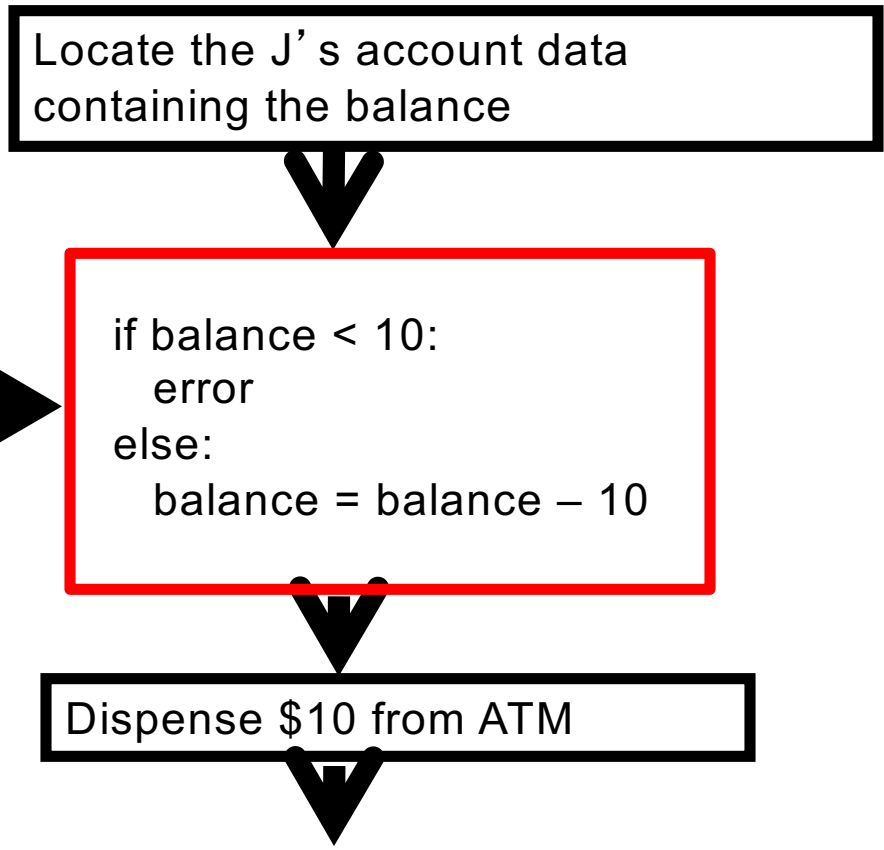 Locate the J’s account data
containing the balance
if balance < 10:
error
else:
balance = balance – 10
Dispense $10 from ATM